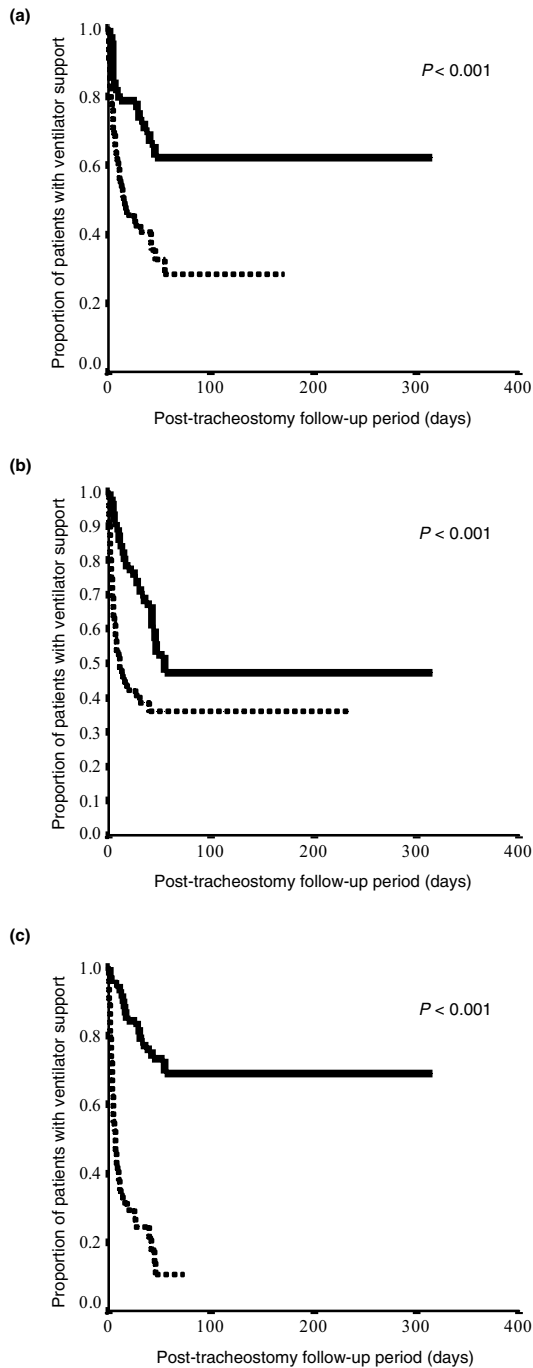 (a)
1.0
0.8
0.6
0.4
0.2
0.0
Proportion of patients with ventilator support
P < 0.001
0 100 200 300 400
Post-tracheostomy follow-up period (days)
(b)
1.0
0.9
0.8
0.7
0.6
0.5
0.4
0.3
0.2
0.1
0.0
Proportion of patients with ventilator support
P < 0.001
0 100 200 300 400
Post-tracheostomy follow-up period (days)
(c)
1.0
0.8
0.6
0.4
0.2
0.0
Proportion of patients with ventilator support
P < 0.001
0 100 200 300 400
Post-tracheostomy follow-up period (days)